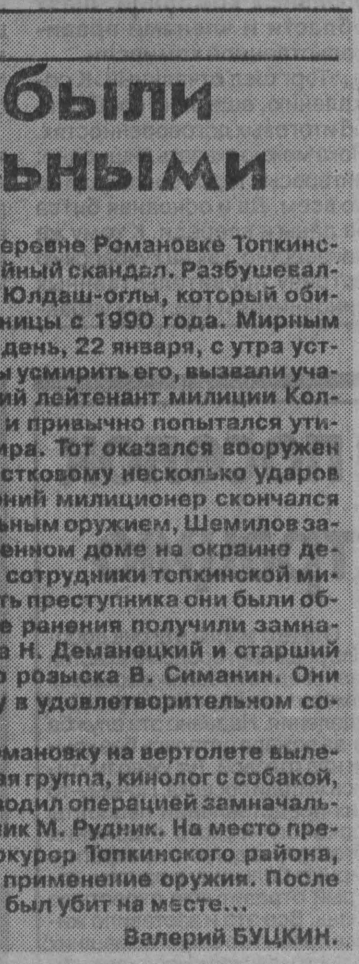 были
ьными
еревне Романовке Топкинс-
йный скандал. Разбушевал-
Юлдаш-оглы, который оби-
ницы с 1990 года. Мирным
день, 22 января, с утра уст-
ы усмирить его, вызвали уча-
ий лейтенант милиции Кол-
и привычно попытался ути-
ира. Тот оказался вооружен
стковому несколько ударов
рний милиционер скончался
ьным оружием, Шемилов за-
енном доме на окраине де-
сотрудники топкинской ми-
ть преступника они были об-
е ранения получили замна-
а Н. Деманецкий и старший
о розыска В. Симанин. Они
у в удовлетворительном со-
омановку на вертолете выле-
ая группа, кинолог с собакой,
водил операцией замначаль-
ник М. Рудник. На место пре-
окурор Топкинского района,
применение оружия. После
был убит на месте...
Валерий БУЦКИН.